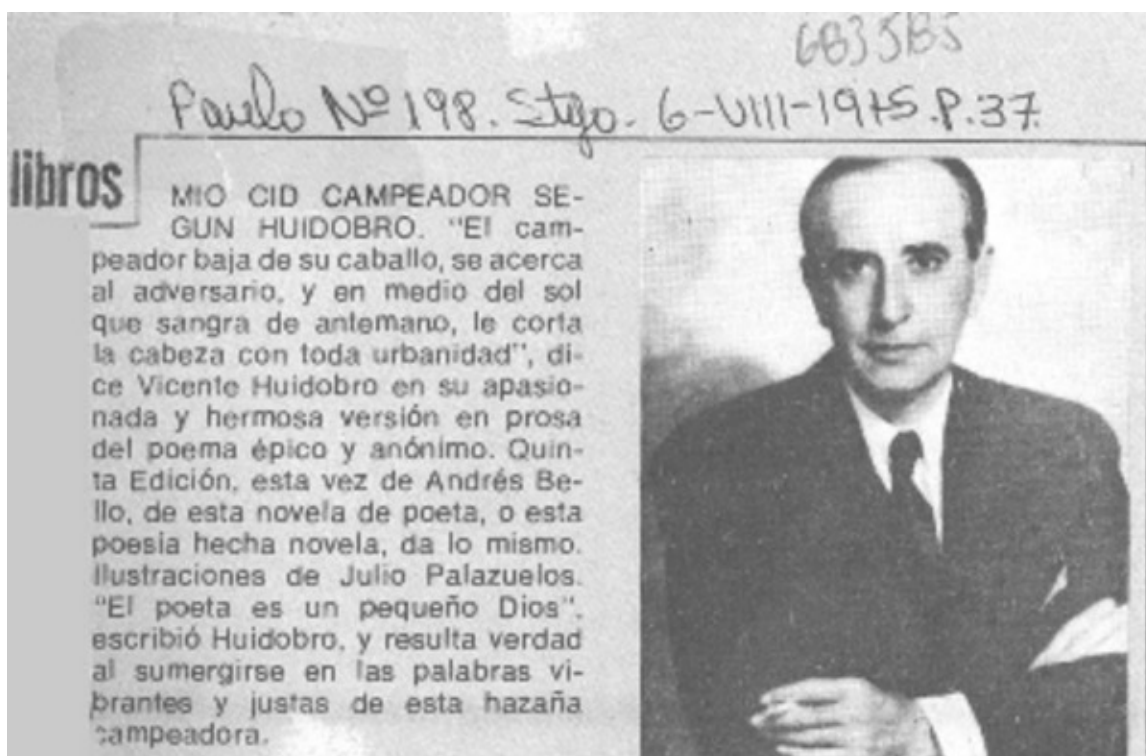 6B35B5
Paulo Nº 198. Stgo. 6-VIII-1975.P.37.
libros
MIO CID CAMPEADOR SE-
GUN HUIDOBRO. "El cam-
peador baja de su caballo, se acerca
al adversario, y en medio del sol
que sangra de antemano, le corta
la cabeza con toda urbanidad", di-
ce Vicente Huidobro en su apasio-
nada y hermosa versión en prosa
del poema épico y anónimo. Quin-
ta Edición, esta vez de Andrés Be-
llo, de esta novela de poeta, o esta
poesía hecha novela, da lo mismo.
Ilustraciones de Julio Palazuelos.
"El poeta es un pequeño Dios",
escribió Huidobro, y resulta verdad
al sumergirse en las palabras vi-
brantes y justas de esta hazaña
campeadora.